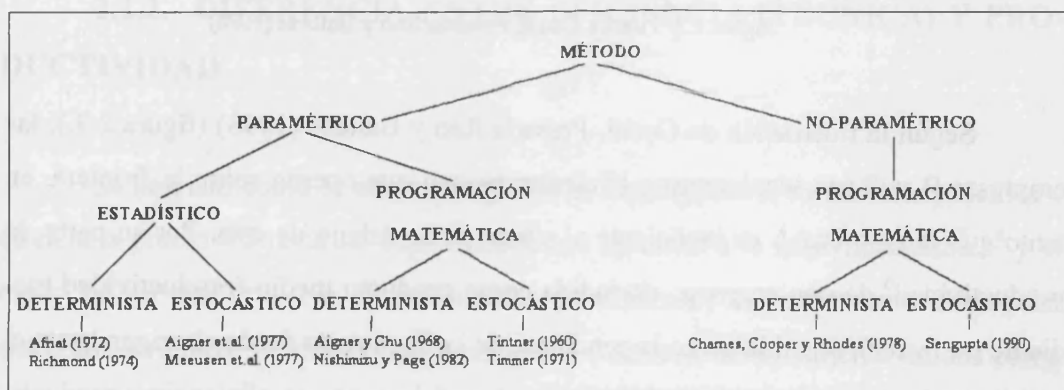 MÉTODO
PARAMÉTRICO NO-PARAMÉTRICO
ESTADÍSTICO
PROGRAMACIÓN
MATEMÁTICA
PROGRAMACIÓN
MATEMÁTICA
DETERMINISTA ESTOCÁSTICO DETERMINISTA ESTOCÁSTICO DETERMINISTA ESTOCÁSTICO
Afriat (1972)
Richmond (1974)
Aigner et.al. (1977)
Meeusen et.al. (1977)
Aigner y Chu (1968)
Nishimizu y Page (1982)
Tintner (1960)
Timmer (1971)
Charnes, Cooper y Rhodes (1978)
Sengupte (1990)